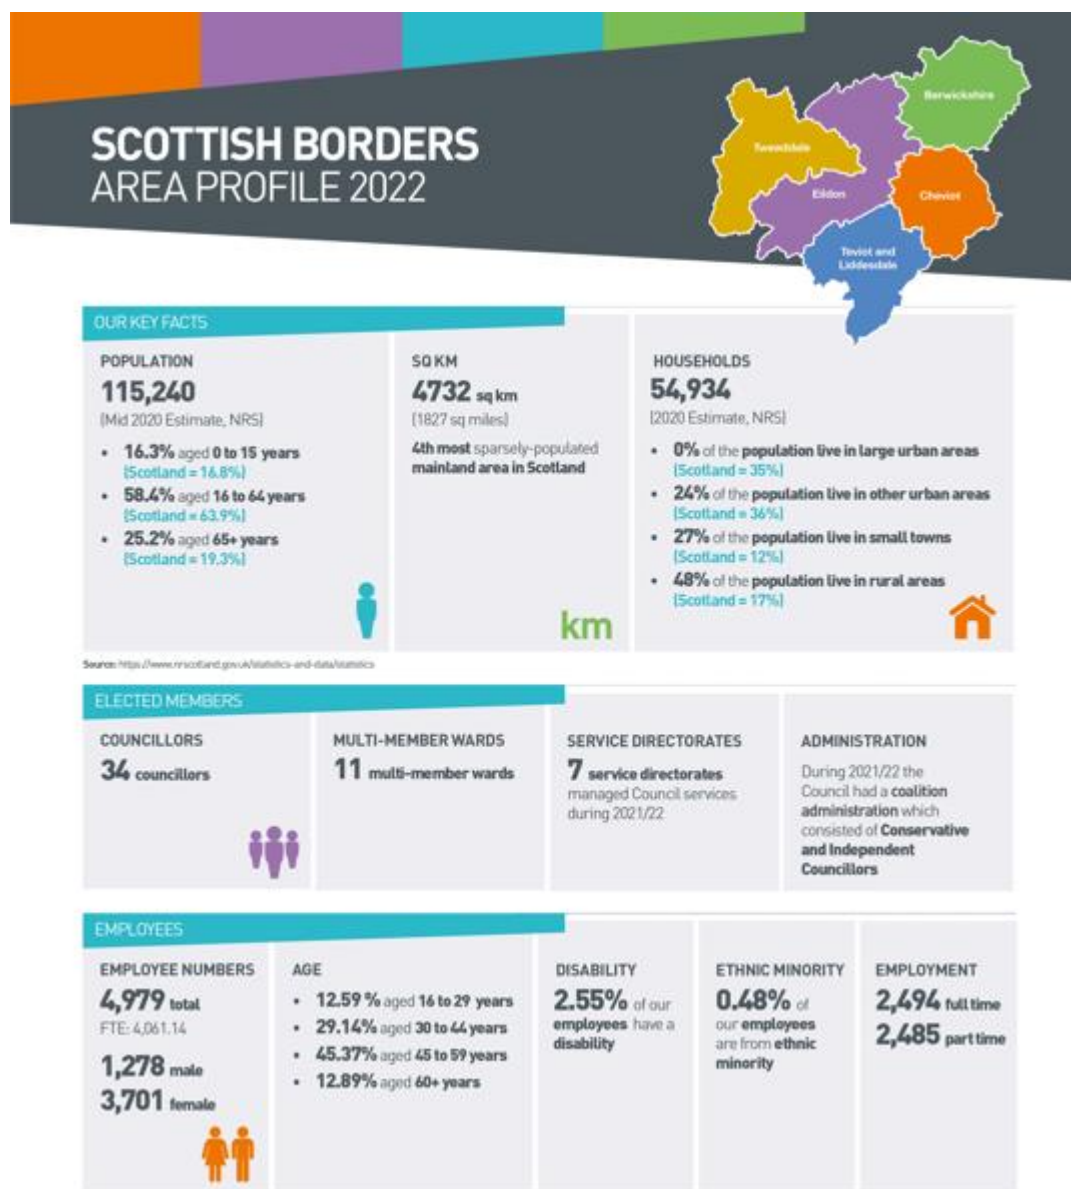 SCOTTISH BORDERS
AREA PROFILE 2022
Berwickshire
Tweeddale
Eildon
Cheviot
Teviot and
Liddesdale
OUR KEY FACTS
POPULATION
115,240
(Mid 2020 Estimate, NRS)
• 16.3% aged 0 to 15 years
(Scotland = 16.8%)
• 58.4% aged 16 to 64 years
(Scotland = 63.9%)
• 25.2% aged 65+ years
(Scotland = 19.3%)
SQ KM
4732 sq km
(1827 sq miles)
4th most sparsely-populated
mainland area in Scotland
km
HOUSEHOLDS
54,934
(2020 Estimate, NRS)
• 0% of the population live in large urban areas
(Scotland = 35%)
• 24% of the population live in other urban areas
(Scotland = 36%)
• 27% of the population live in small towns
(Scotland = 12%)
• 48% of the population live in rural areas
(Scotland = 17%)
Source: https://www.nrscotland.gov.uk/statistics-and-data/statistics
ELECTED MEMBERS
COUNCILLORS
34 councillors
MULTI-MEMBER WARDS
11 multi-member wards
SERVICE DIRECTORATES
7 service directorates
managed Council services
during 2021/22
ADMINISTRATION
During 2021/22 the
Council had a coalition
administration which
consisted of Conservative
and Independent
Councillors
EMPLOYEES
EMPLOYEE NUMBERS
4,979 total
FTE: 4,061.14
1,278 male
3,701 female
AGE
• 12.59 % aged 16 to 29 years
• 29.14% aged 30 to 44 years
• 45.37% aged 45 to 59 years
• 12.89% aged 60+ years
DISABILITY
2.55% of our
employees have a
disability
ETHNIC MINORITY
0.48% of
our employees
are from ethnic
minority
EMPLOYMENT
2,494 full time
2,485 part time